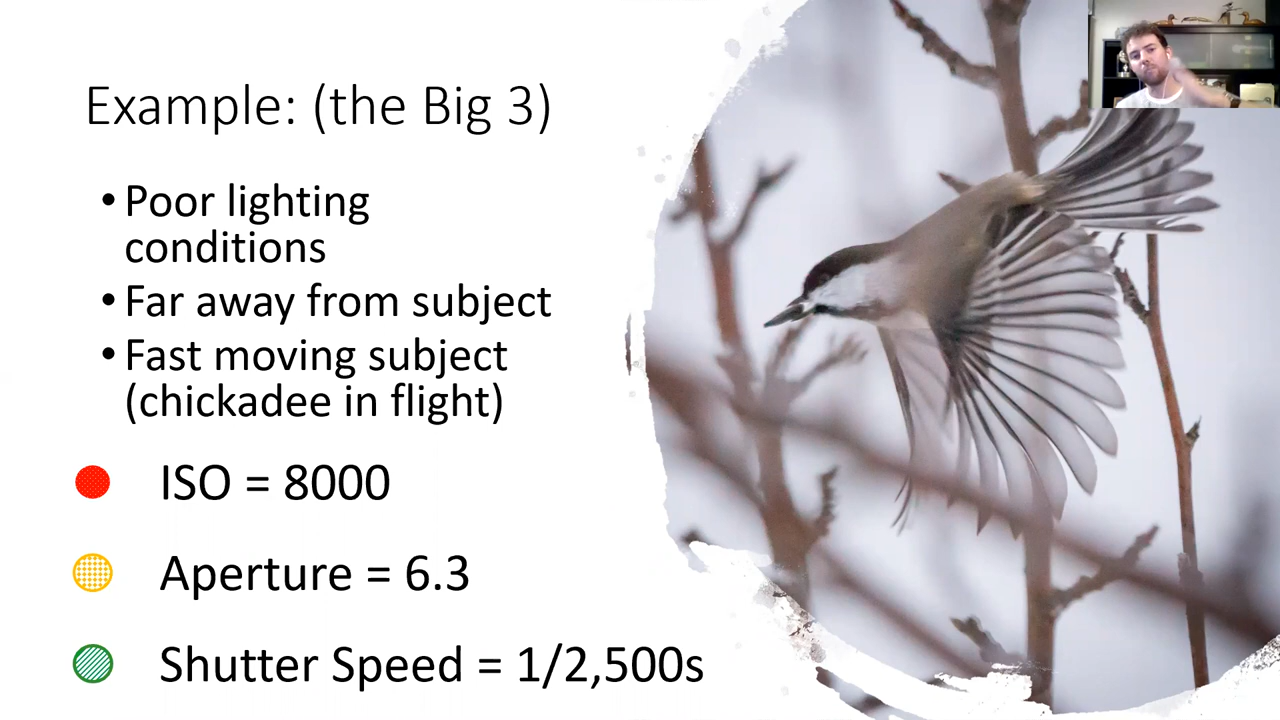 Example: (the Big 3)
• Poor lighting
conditions
• Far away from subject
• Fast moving subject
(chickadee in flight)
ISO = 8000
Aperture = 6.3
Shutter Speed = 1/2,500s